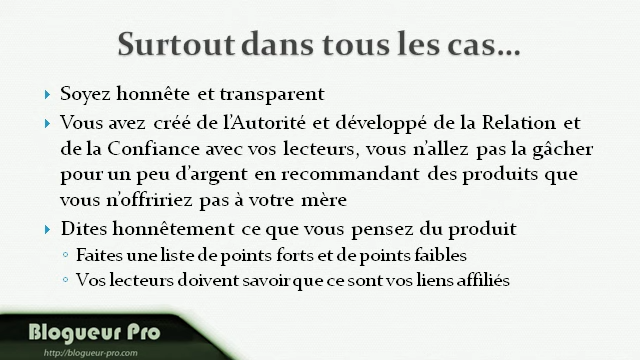 Surtout dans tous les cas...
Soyez honnête et transparent
Vous avez créé de l'Autorité et développé de la Relation et
de la Confiance avec vos lecteurs, vous n'allez pas la gâcher
pour un peu d'argent en recommandant des produits que
vous n'offririez pas à votre mère
Dites honnêtement ce que vous pensez du produit
Faites une liste de points forts et de points faibles
Vos lecteurs doivent savoir que ce sont vos liens affiliés
Blogueur Pro
http://blogueur-pro.com